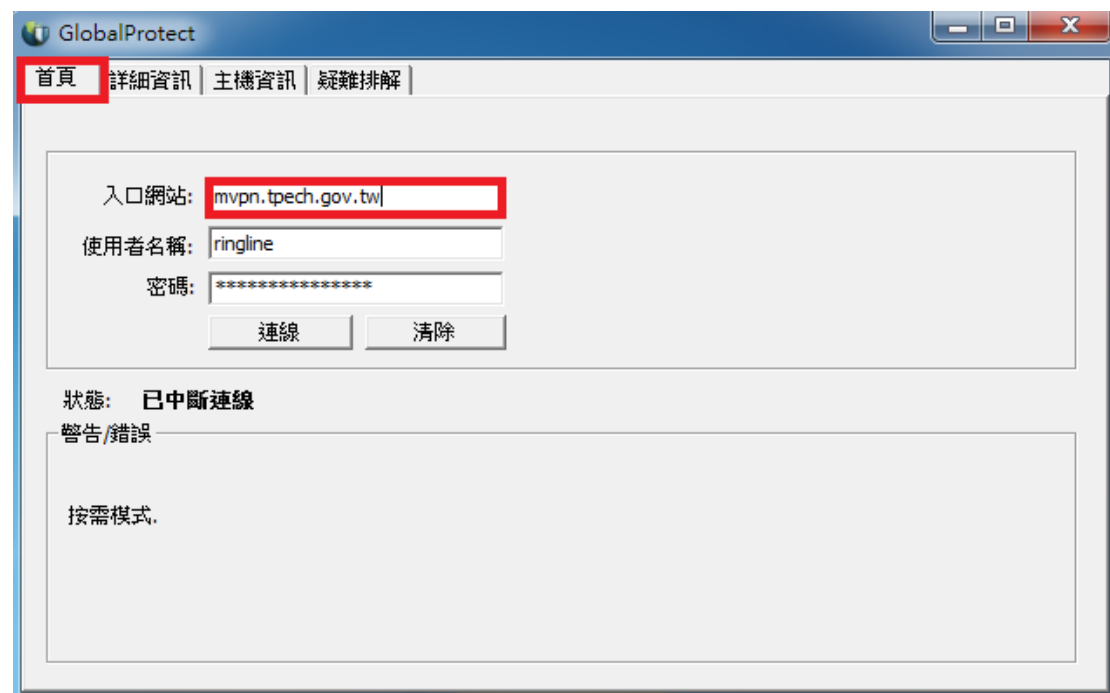 GlobalProtect
首頁 詳細資訊 主機資訊 疑難排解
入口網站: mvpn.tpech.gov.tw
使用者名稱: ringline
密碼: ***************
連線 清除
狀態: 已中斷連線
警告/錯誤
按需模式.